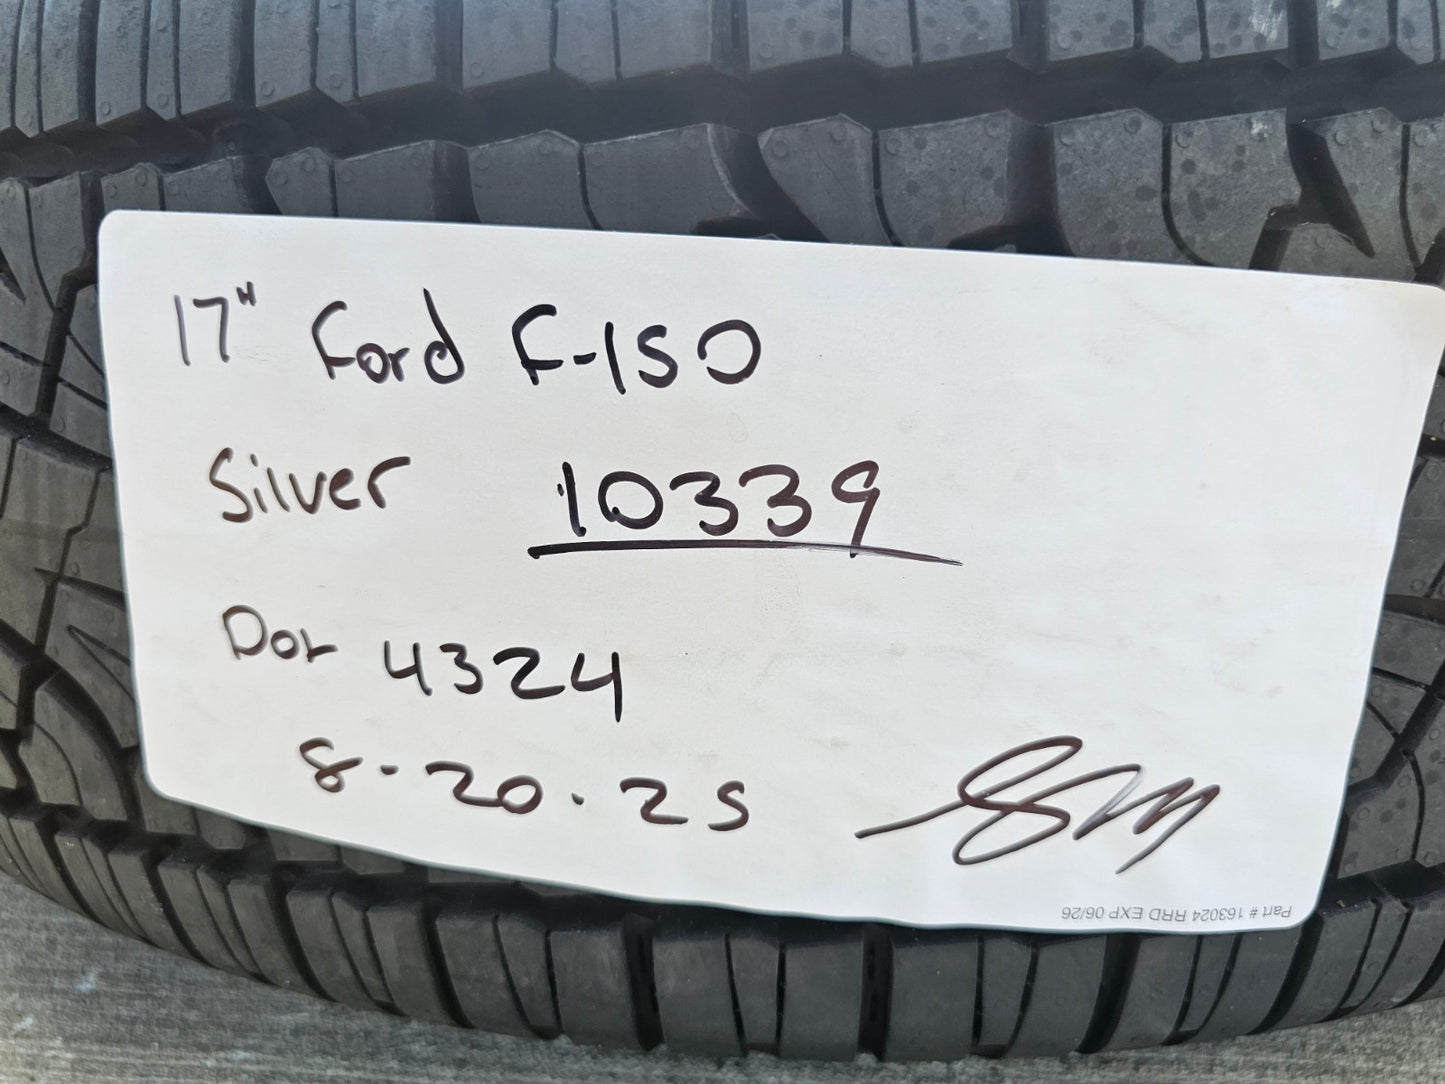 17" Ford F-150
Silver 10339
Dot 4324
8-20.25
Part # 163024 RRD EXP 06/26